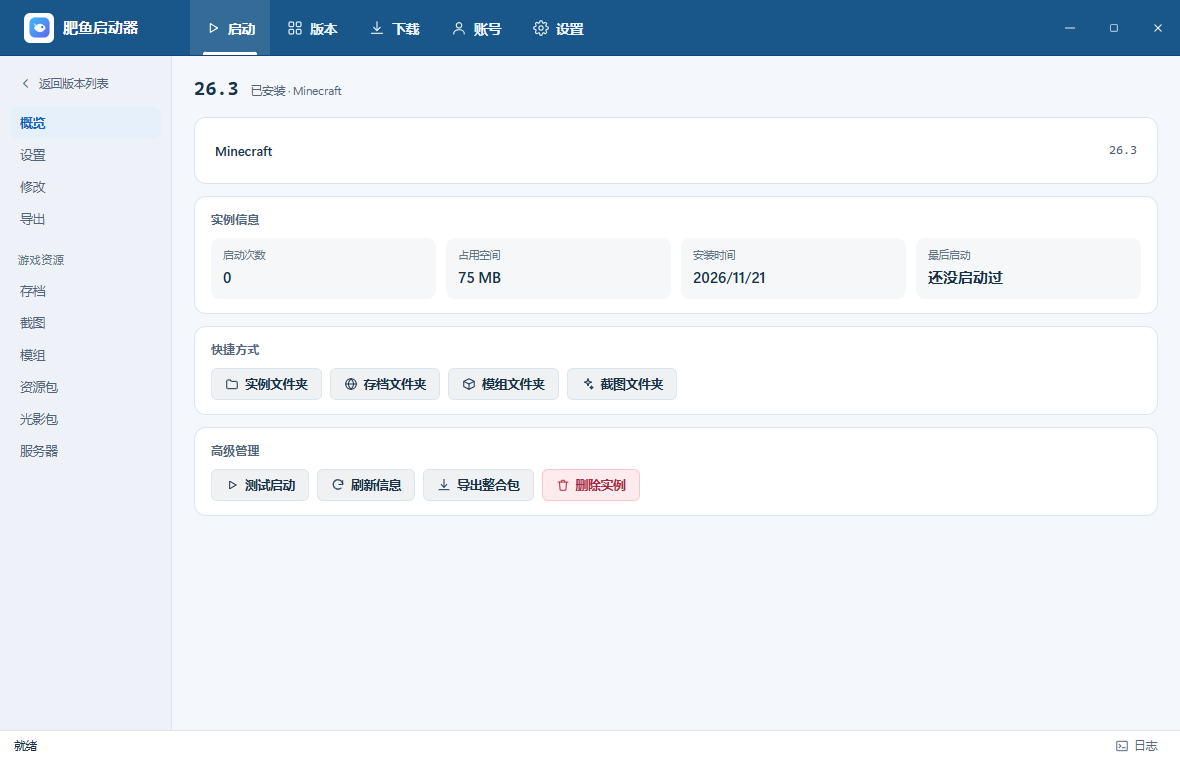 肥鱼启动器
启动 版本 下载 账号 设置
返回版本列表
概览
设置
修改
导出
游戏资源
存档
截图
模组
资源包
光影包
服务器
26.3 已安装 · Minecraft
Minecraft 26.3
实例信息
启动次数 占用空间 安装时间 最后启动
0 75 MB 2026/11/21 还没启动过
快捷方式
实例文件夹 存档文件夹 模组文件夹 截图文件夹
高级管理
测试启动 刷新信息 导出整合包 删除实例
就绪 日志